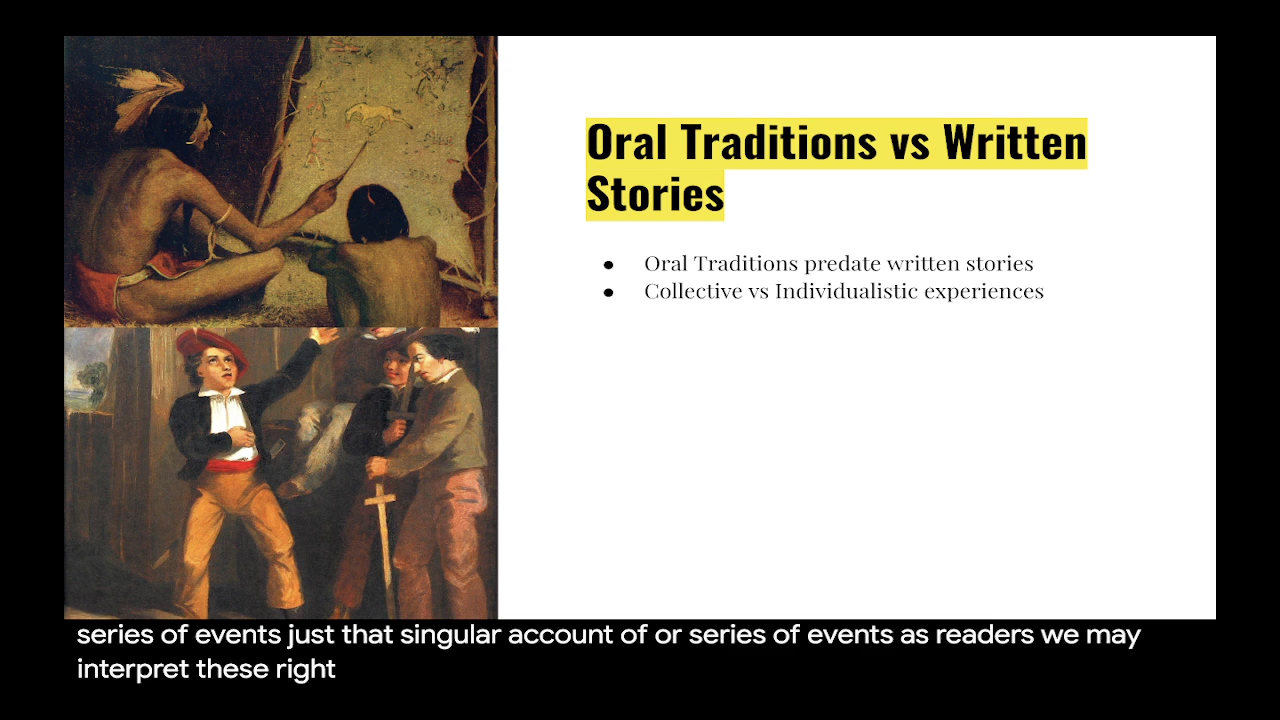 Oral Traditions vs Written
Stories
● Oral Traditions predate written stories
● Collective vs Individualistic experiences
series of events just that singular account of or series of events as readers we may
interpret these right